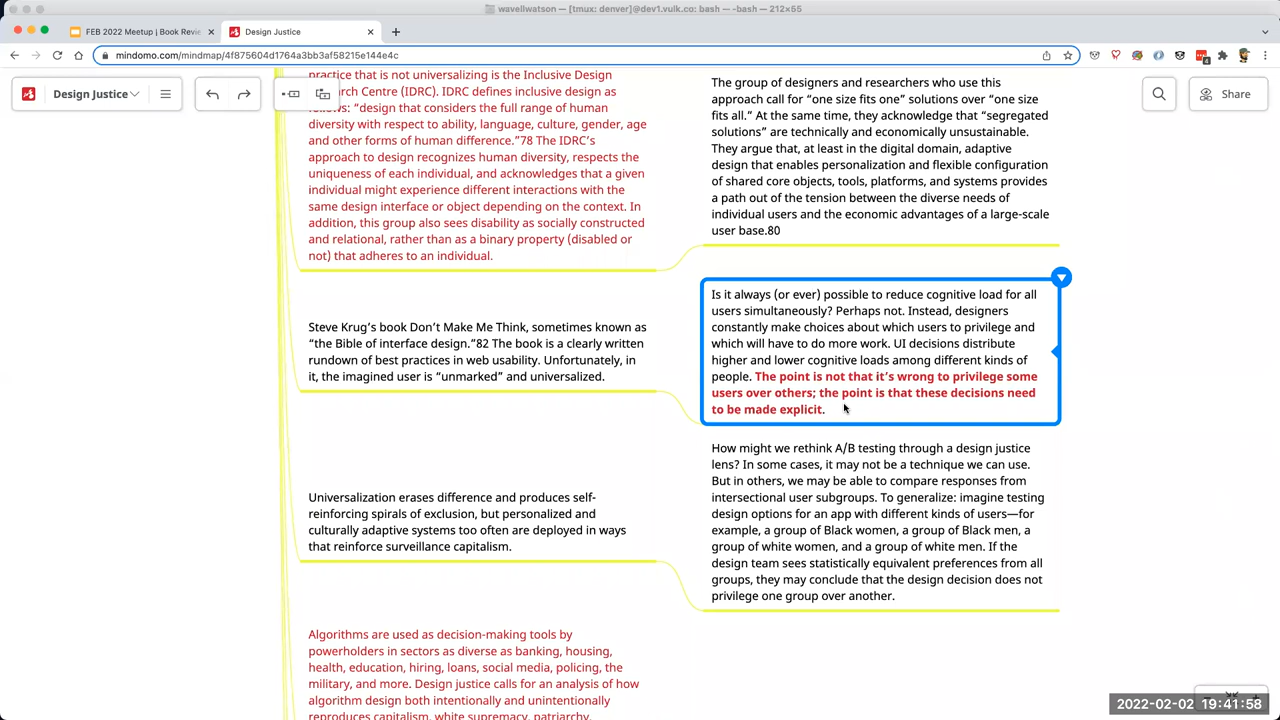 wavellwatson — [tmux: denver]@dev1.vulk.co: bash — -bash — 212×55
FEB 2022 Meetup | Book Revie
Design Justice
mindomo.com/mindmap/4f875604d1764a3bb3af58215e144e4c
Design Justice
Share
practice that is not universalizing is the Inclusive Design
rch Centre (IDRC). IDRC defines inclusive design as
: “design that considers the full range of human
diversity with respect to ability, language, culture, gender, age
and other forms of human difference.”78 The IDRC’s
approach to design recognizes human diversity, respects the
uniqueness of each individual, and acknowledges that a given
individual might experience different interactions with the
same design interface or object depending on the context. In
addition, this group also sees disability as socially constructed
and relational, rather than as a binary property (disabled or
not) that adheres to an individual.
The group of designers and researchers who use this
approach call for “one size fits one” solutions over “one size
fits all.” At the same time, they acknowledge that “segregated
solutions” are technically and economically unsustainable.
They argue that, at least in the digital domain, adaptive
design that enables personalization and flexible configuration
of shared core objects, tools, platforms, and systems provides
a path out of the tension between the diverse needs of
individual users and the economic advantages of a large-scale
user base.80
Steve Krug’s book Don’t Make Me Think, sometimes known as
“the Bible of interface design.”82 The book is a clearly written
rundown of best practices in web usability. Unfortunately, in
it, the imagined user is “unmarked” and universalized.
Is it always (or ever) possible to reduce cognitive load for all
users simultaneously? Perhaps not. Instead, designers
constantly make choices about which users to privilege and
which will have to do more work. UI decisions distribute
higher and lower cognitive loads among different kinds of
people. The point is not that it’s wrong to privilege some
users over others; the point is that these decisions need
to be made explicit.
Universalization erases difference and produces self-
reinforcing spirals of exclusion, but personalized and
culturally adaptive systems too often are deployed in ways
that reinforce surveillance capitalism.
How might we rethink A/B testing through a design justice
lens? In some cases, it may not be a technique we can use.
But in others, we may be able to compare responses from
intersectional user subgroups. To generalize: imagine testing
design options for an app with different kinds of users—for
example, a group of Black women, a group of Black men, a
group of white women, and a group of white men. If the
design team sees statistically equivalent preferences from all
groups, they may conclude that the design decision does not
privilege one group over another.
Algorithms are used as decision-making tools by
powerholders in sectors as diverse as banking, housing,
health, education, hiring, loans, social media, policing, the
military, and more. Design justice calls for an analysis of how
algorithm design both intentionally and unintentionally
reproduces capitalism, white supremacy, patriarchy,
2022-02-02 19:41:58